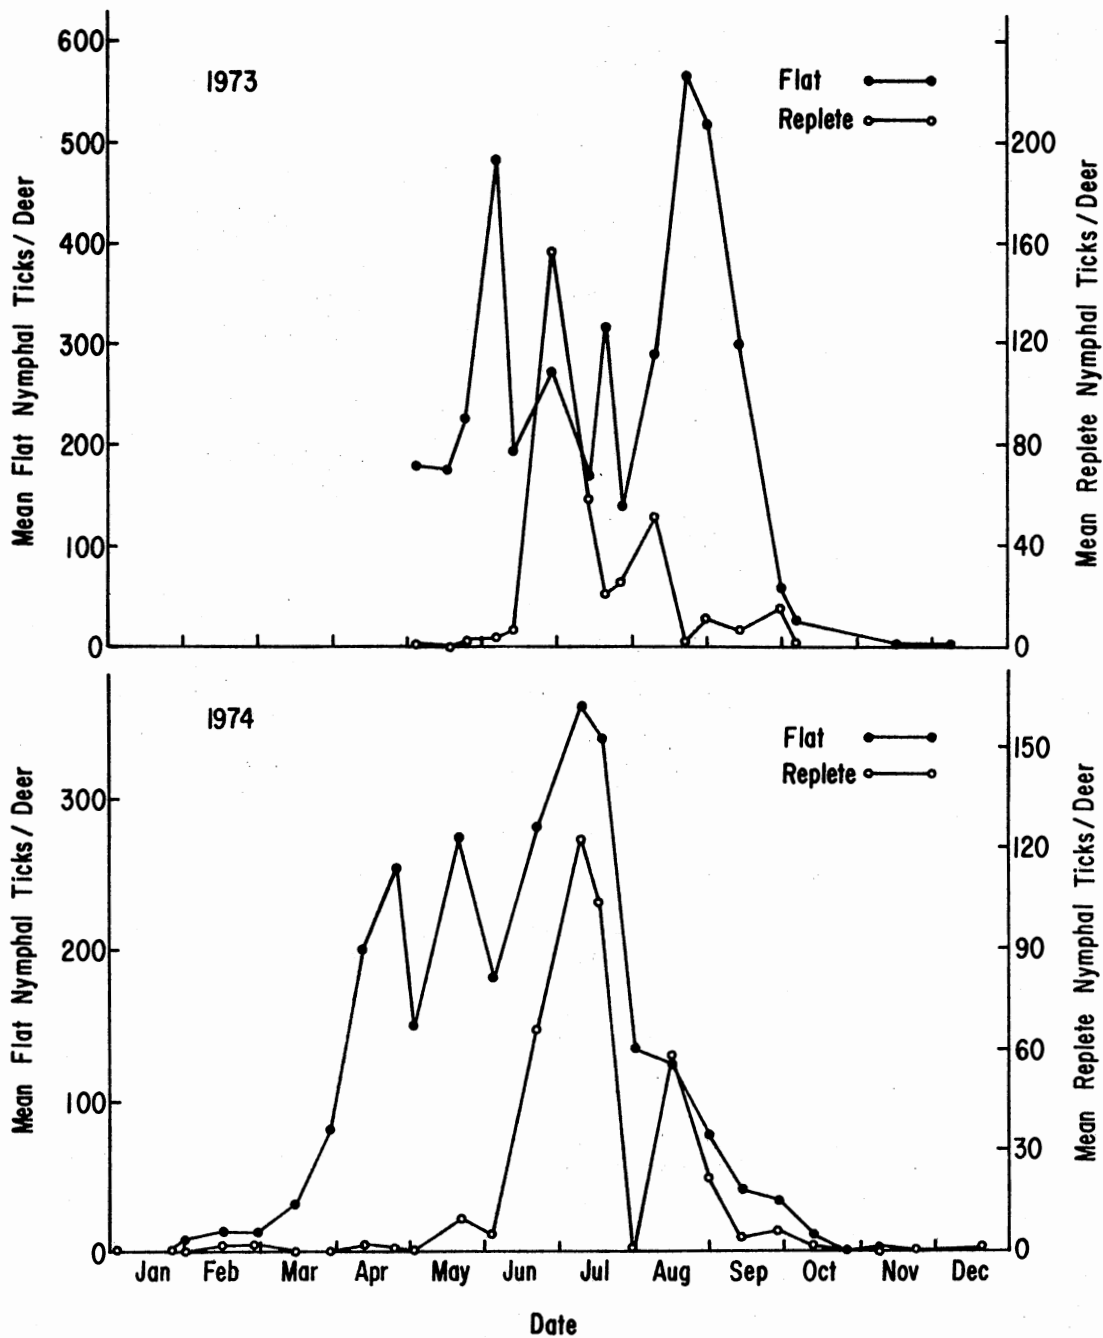 1973
Flat
Replete
Mean Flat Nymphal Ticks / Deer
600
500
400
300
200
100
0
Mean Replete Nymphal Ticks / Deer
200
160
120
80
40
0
1974
Flat
Replete
Mean Flat Nymphal Ticks / Deer
300
200
100
0
Mean Replete Nymphal Ticks / Deer
150
120
90
60
30
0
Jan Feb Mar Apr May Jun Jul Aug Sep Oct Nov Dec
Date